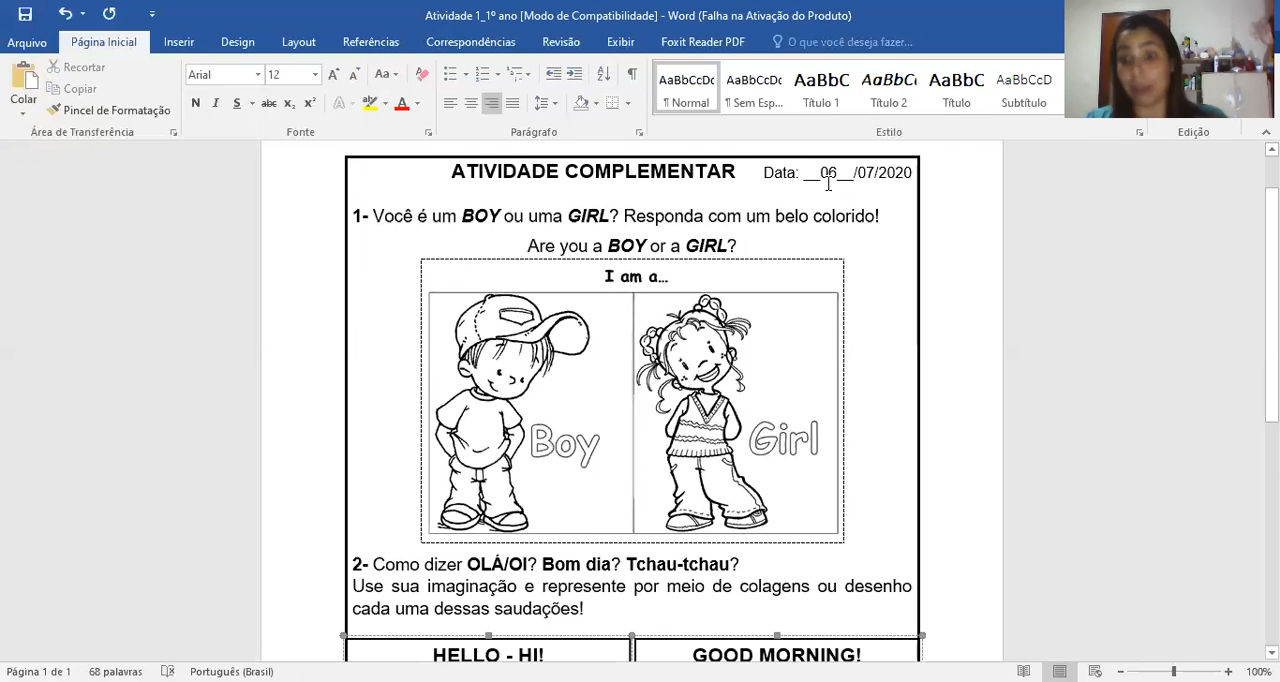 Atividade 1_1º ano [Modo de Compatibilidade] - Word (Falha na Ativação do Produto)
Arquivo Página Inicial Inserir Design Layout Referências Correspondências Revisão Exibir Foxit Reader PDF O que você deseja fazer...
Colar
Recortar
Copiar
Pincel de Formatação
Área de Transferência
Arial 12
N I S abc x₂ x²
Fonte
Parágrafo
AaBbCcDc AaBbCcDc AaBbC AaBbCc AaBbC AaBbCcD
¶ Normal ¶ Sem Esp... Título 1 Título 2 Título Subtítulo
Estilo
Edição
ATIVIDADE COMPLEMENTAR Data: __06__/07/2020
1- Você é um BOY ou uma GIRL? Responda com um belo colorido!
Are you a BOY or a GIRL?
I am a...
Boy Girl
2- Como dizer OLÁ/OI? Bom dia? Tchau-tchau?
Use sua imaginação e represente por meio de colagens ou desenho
cada uma dessas saudações!
HELLO - HI! GOOD MORNING!
Página 1 de 1 68 palavras Português (Brasil) 100%